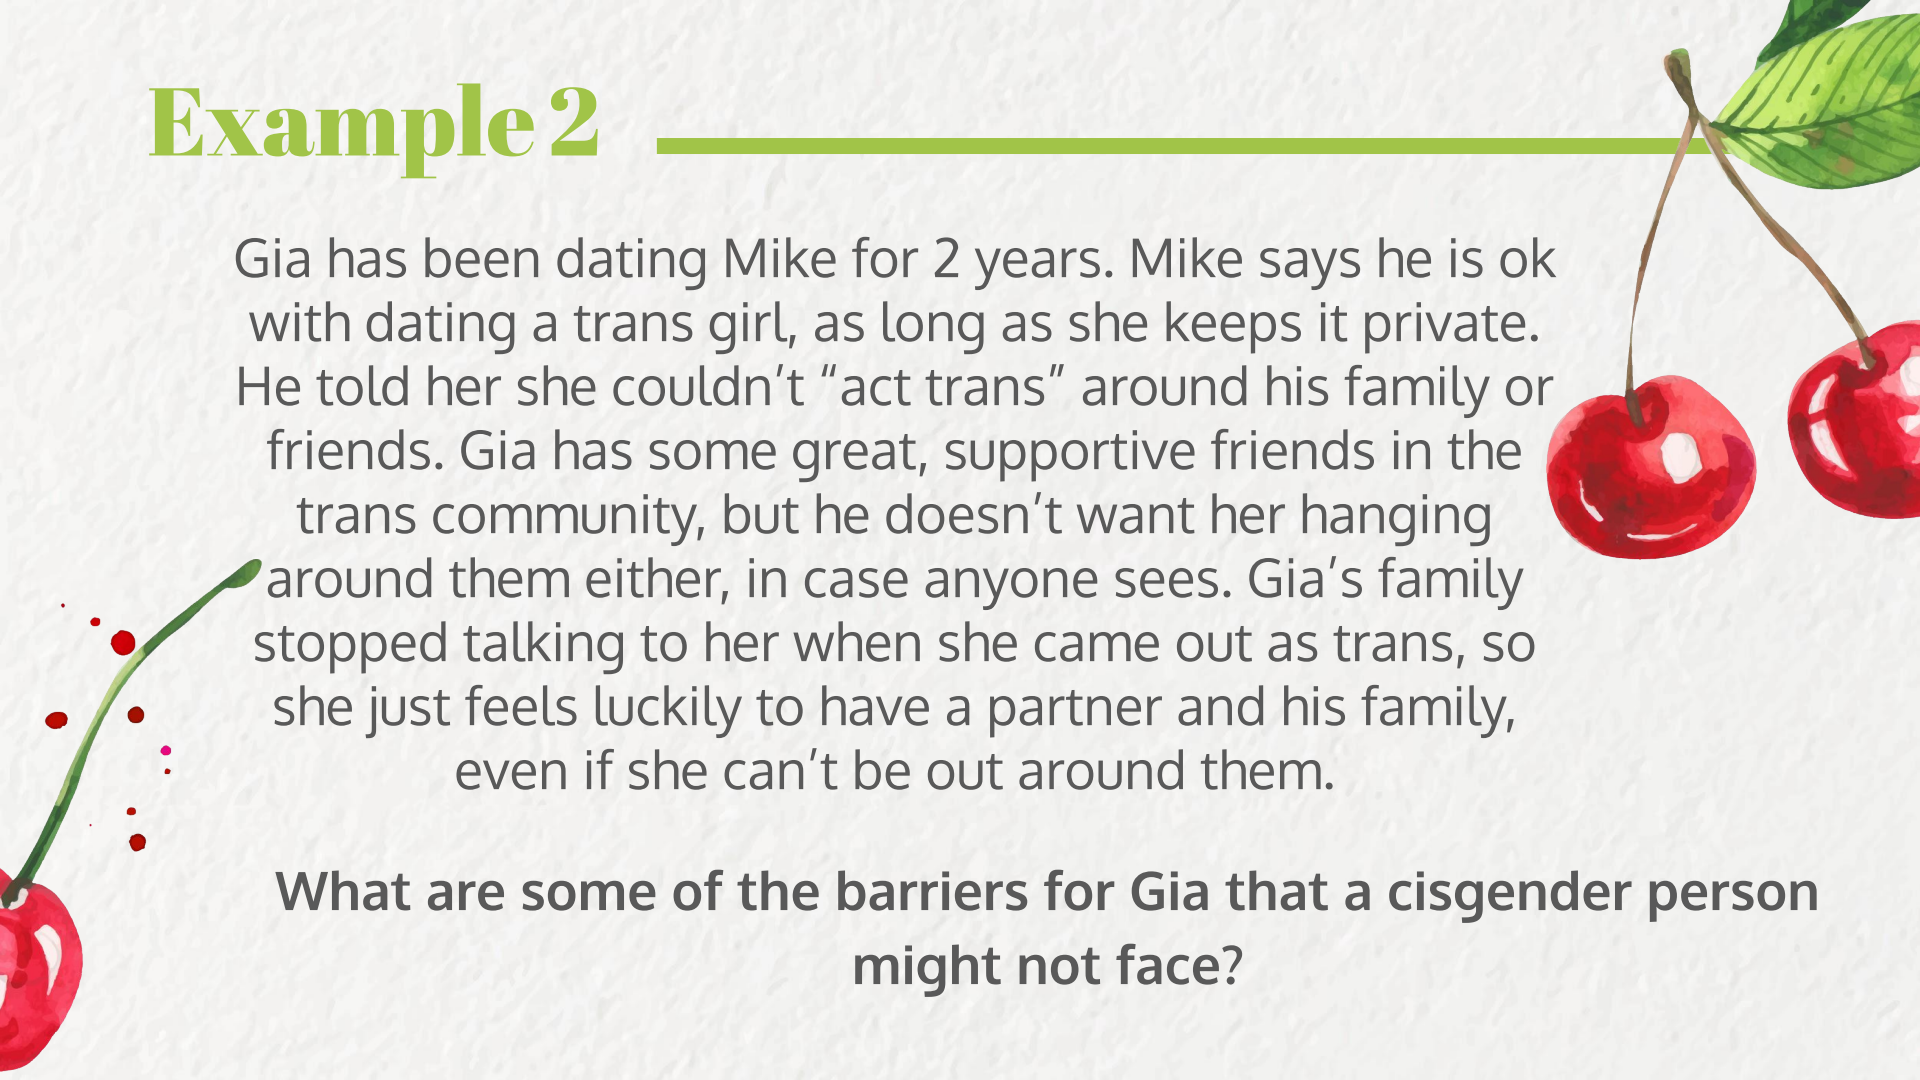 Example 2
Gia has been dating Mike for 2 years. Mike says he is ok
with dating a trans girl, as long as she keeps it private.
He told her she couldn’t “act trans” around his family or
friends. Gia has some great, supportive friends in the
trans community, but he doesn’t want her hanging
around them either, in case anyone sees. Gia’s family
stopped talking to her when she came out as trans, so
she just feels luckily to have a partner and his family,
even if she can’t be out around them.
What are some of the barriers for Gia that a cisgender person
might not face?